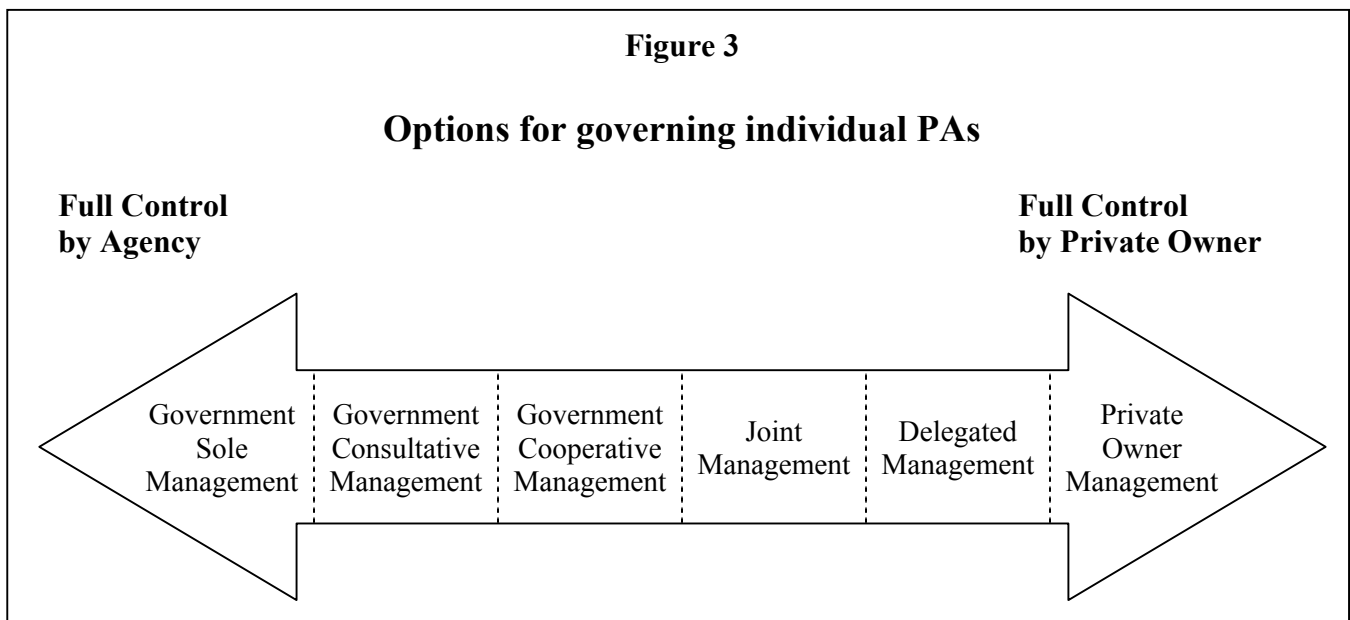 Figure 3
Options for governing individual PAs
Full Control
by Agency
Full Control
by Private Owner
Government
Sole
Management
Government
Consultative
Management
Government
Cooperative
Management
Joint
Management
Delegated
Management
Private
Owner
Management